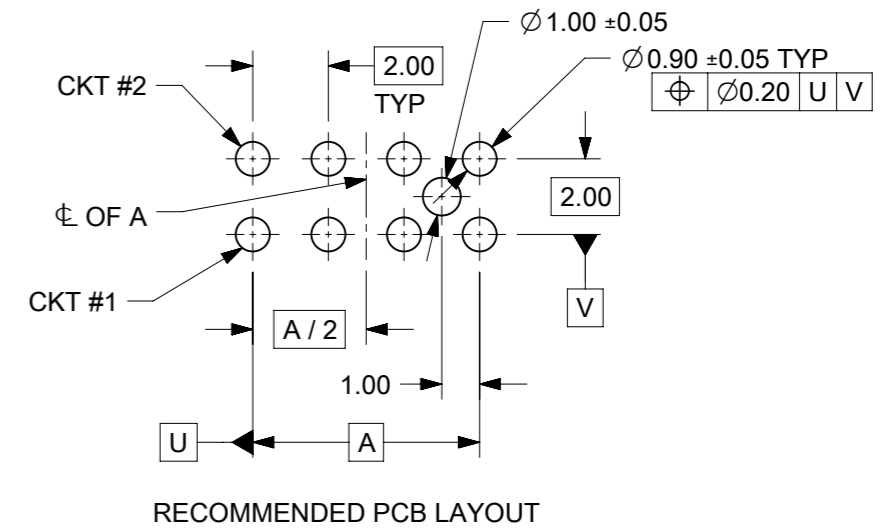 ∅1.00 ±0.05
∅0.90 ±0.05 TYP
⌖ ∅0.20 U V
2.00
TYP
CKT #2
2.00
℄ OF A
CKT #1
V
A / 2
1.00
U
A
RECOMMENDED PCB LAYOUT